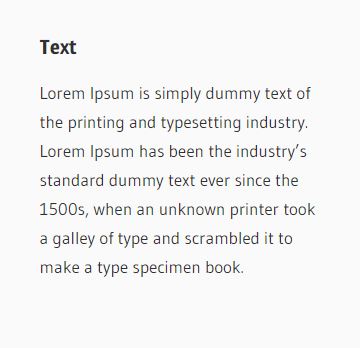 Text
Lorem Ipsum is simply dummy text of
the printing and typesetting industry.
Lorem Ipsum has been the industry’s
standard dummy text ever since the
1500s, when an unknown printer took
a galley of type and scrambled it to
make a type specimen book.